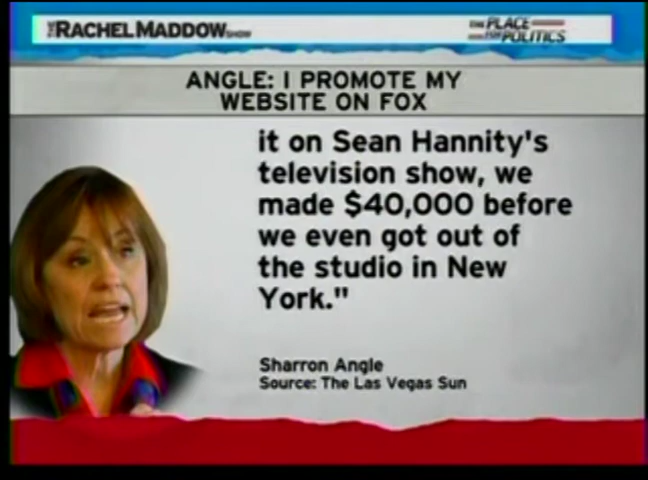 THE RACHEL MADDOW SHOW
THE PLACE
FOR POLITICS
ANGLE: I PROMOTE MY
WEBSITE ON FOX
it on Sean Hannity's
television show, we
made $40,000 before
we even got out of
the studio in New
York."
Sharron Angle
Source: The Las Vegas Sun